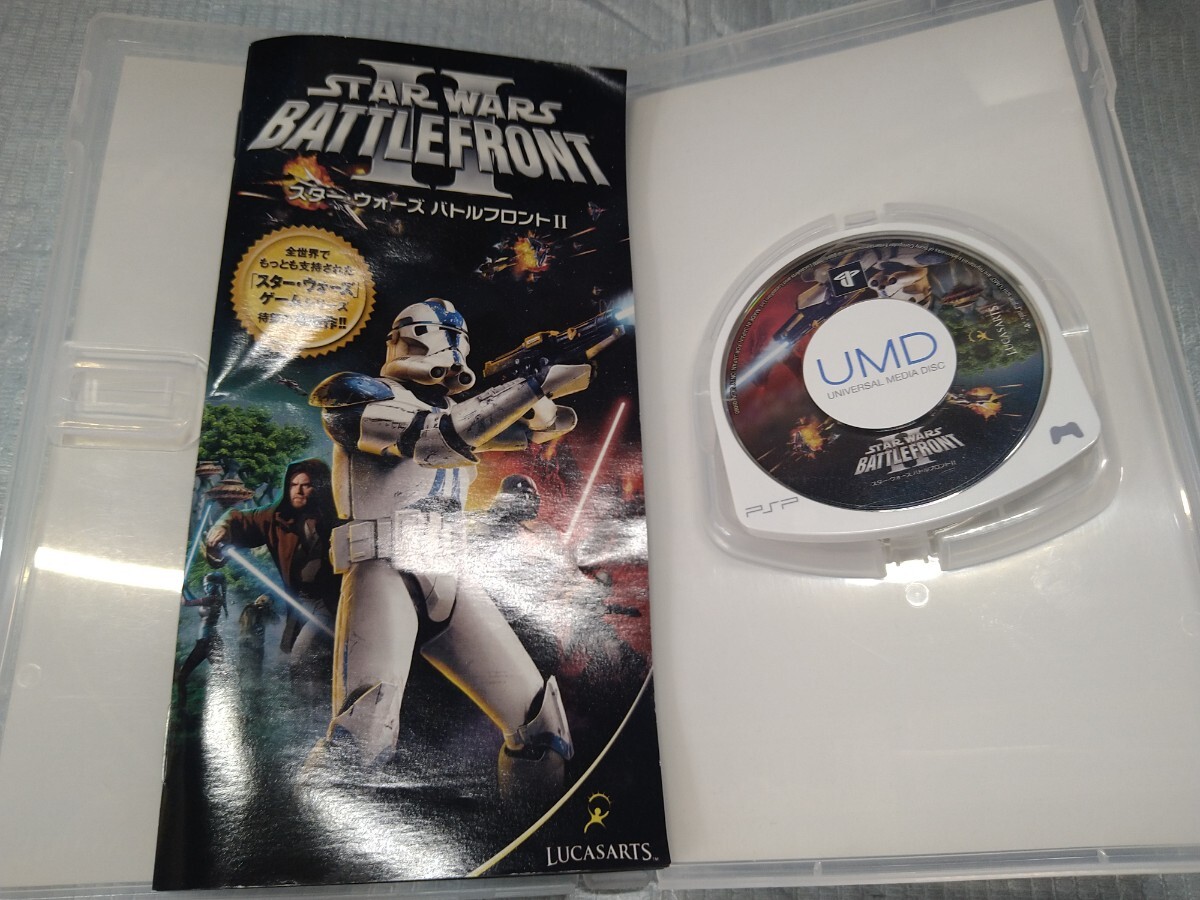 STAR WARS
BATTLEFRONT
II
スター・ウォーズ バトルフロントII
全世界で
もっとも支持された
「スター・ウォーズ」
ゲームシリーズ
LUCASARTS
UMD
UNIVERSAL MEDIA DISC
LUCASARTS
STAR WARS
BATTLEFRONT
II
スター・ウォーズ バトルフロントII
PSP